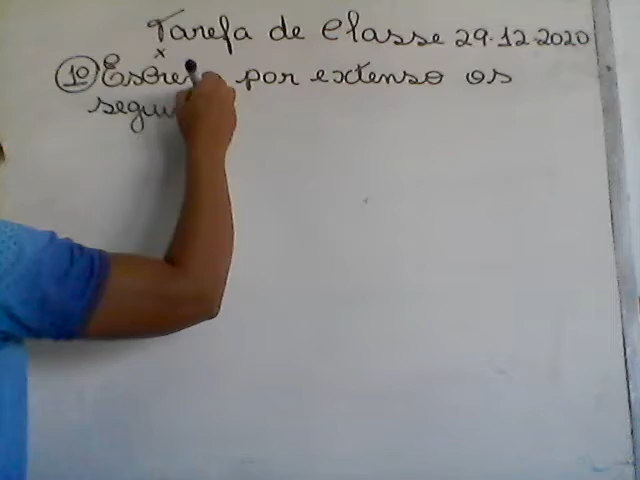 Tarefa de Classe 29.12.2020
1º por extenso os